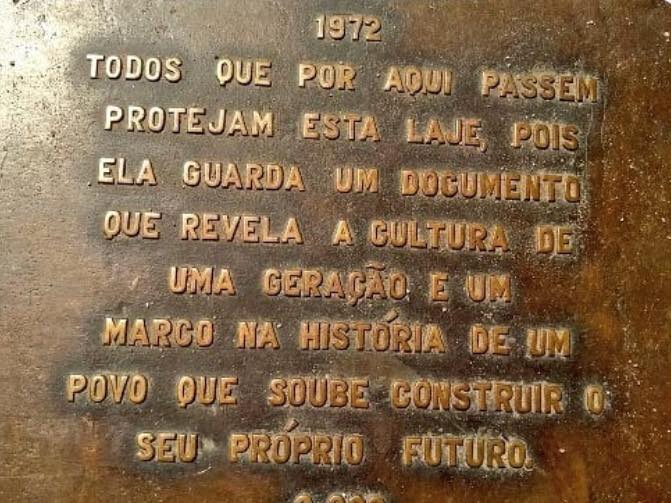 1972
TODOS QUE POR AQUI PASSEM
PROTEJAM ESTA LAJE, POIS
ELA GUARDA UM DOCUMENTO
QUE REVELA A CULTURA DE
UMA GERAÇÃO E UM
MARCO NA HISTÓRIA DE UM
POVO QUE SOUBE CONSTRUIR O
SEU PRÓPRIO FUTURO.